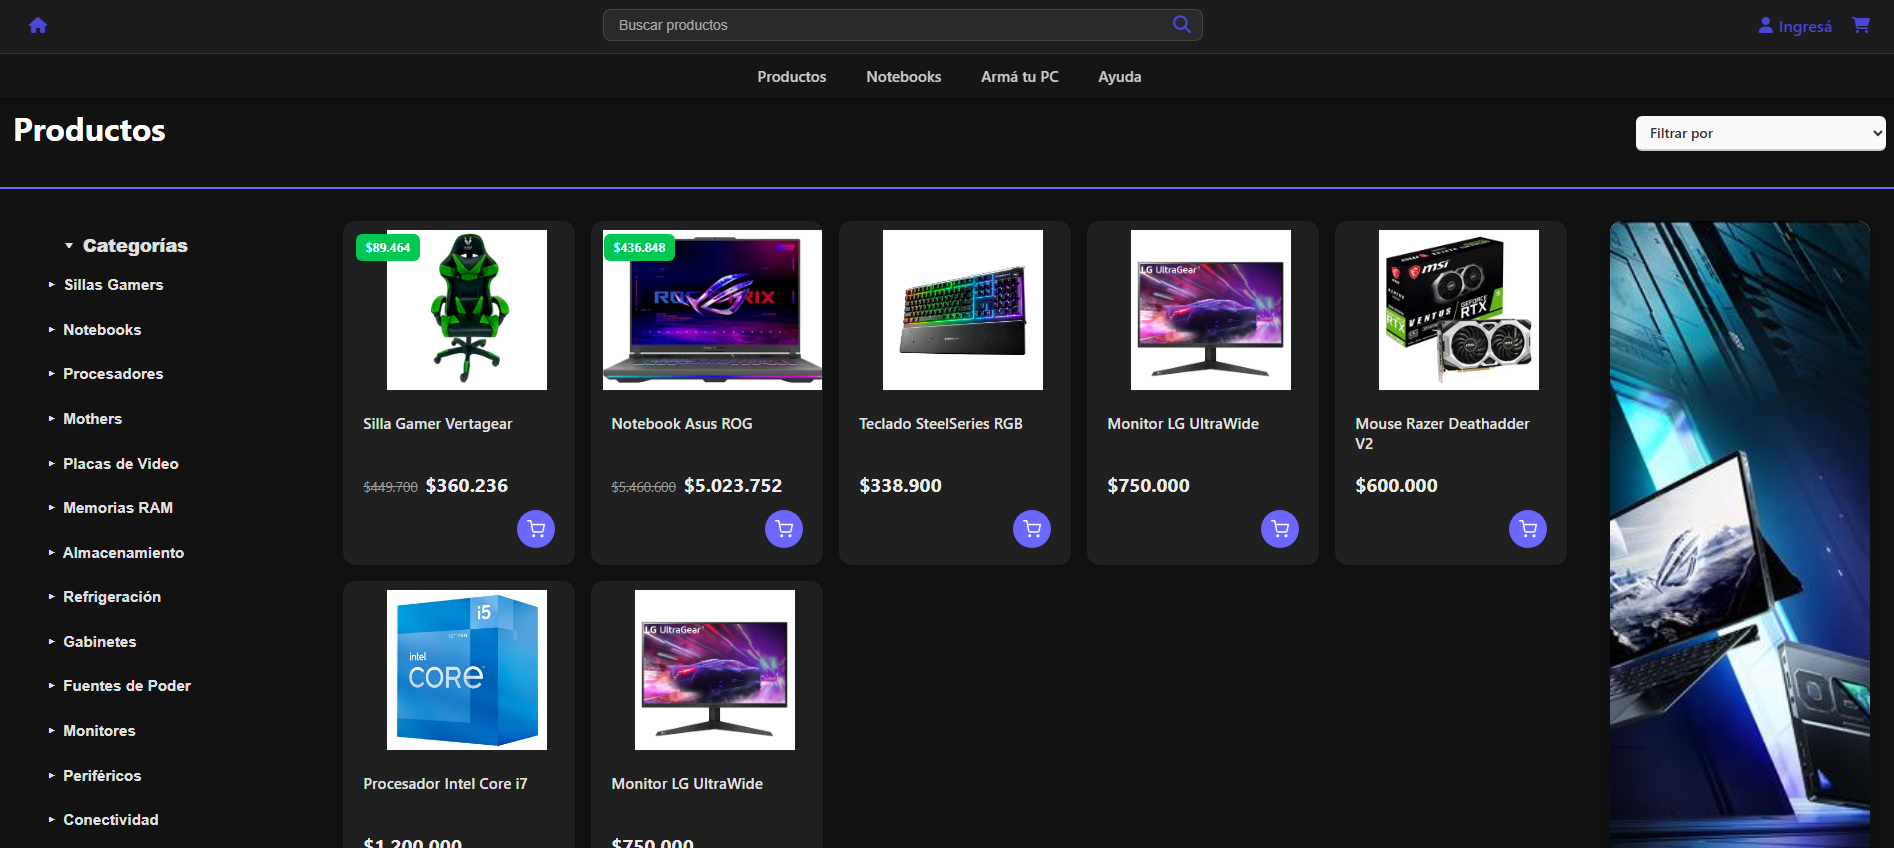 Buscar productos
Ingresá
Productos Notebooks Armá tu PC Ayuda
Productos
Filtrar por
Categorías
Sillas Gamers
Notebooks
Procesadores
Mothers
Placas de Video
Memorias RAM
Almacenamiento
Refrigeración
Gabinetes
Fuentes de Poder
Monitores
Periféricos
Conectividad
$89.464
Silla Gamer Vertagear
$449.700 $360.236
$436.848
Notebook Asus ROG
$5.460.600 $5.023.752
Teclado SteelSeries RGB
$338.900
LG UltraGear
Monitor LG UltraWide
$750.000
msi
VENTUS
GEFORCE
RTX
RTX
Mouse Razer Deathadder
V2
$600.000
i5
intel
CORE
Procesador Intel Core i7
$1.200.000
LG UltraGear
Monitor LG UltraWide
$750.000